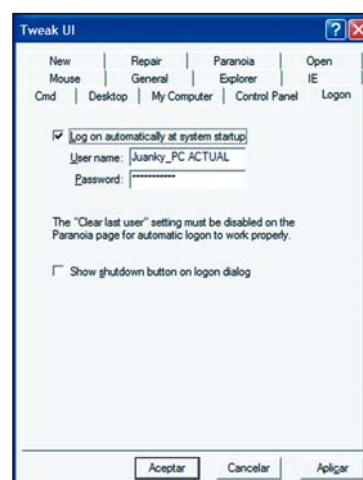 Tweak UI
New Repair Paranoia Open
Mouse General Explorer IE
Cmd Desktop My Computer Control Panel Logon
Log on automatically at system startup
User name: Juanky_PC ACTUAL
Password: ***********
The "Clear last user" setting must be disabled on the
Paranoia page for automatic logon to work properly.
Show shutdown button on logon dialog
Aceptar Cancelar Aplicar